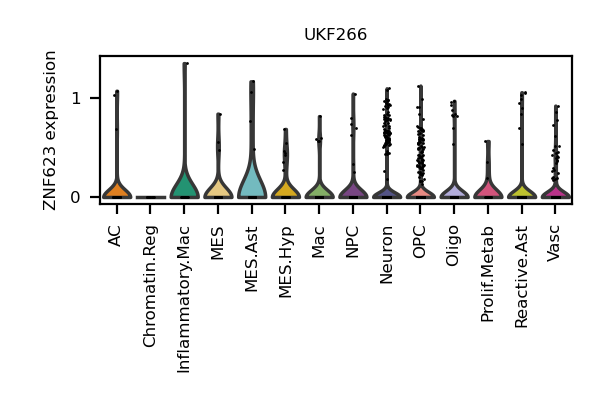 UKF266
ZNF623 expression
1
0
AC
Chromatin.Reg
Inflammatory.Mac
MES
MES.Ast
MES.Hyp
Mac
NPC
Neuron
OPC
Oligo
Prolif.Metab
Reactive.Ast
Vasc